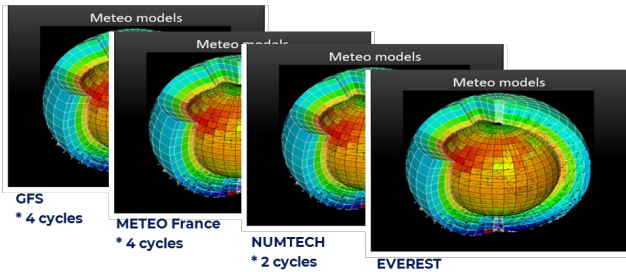 Meteo models
Meteo models
Meteo models
Meteo models
GFS
* 4 cycles
METEO France
* 4 cycles
NUMTECH
* 2 cycles
EVEREST